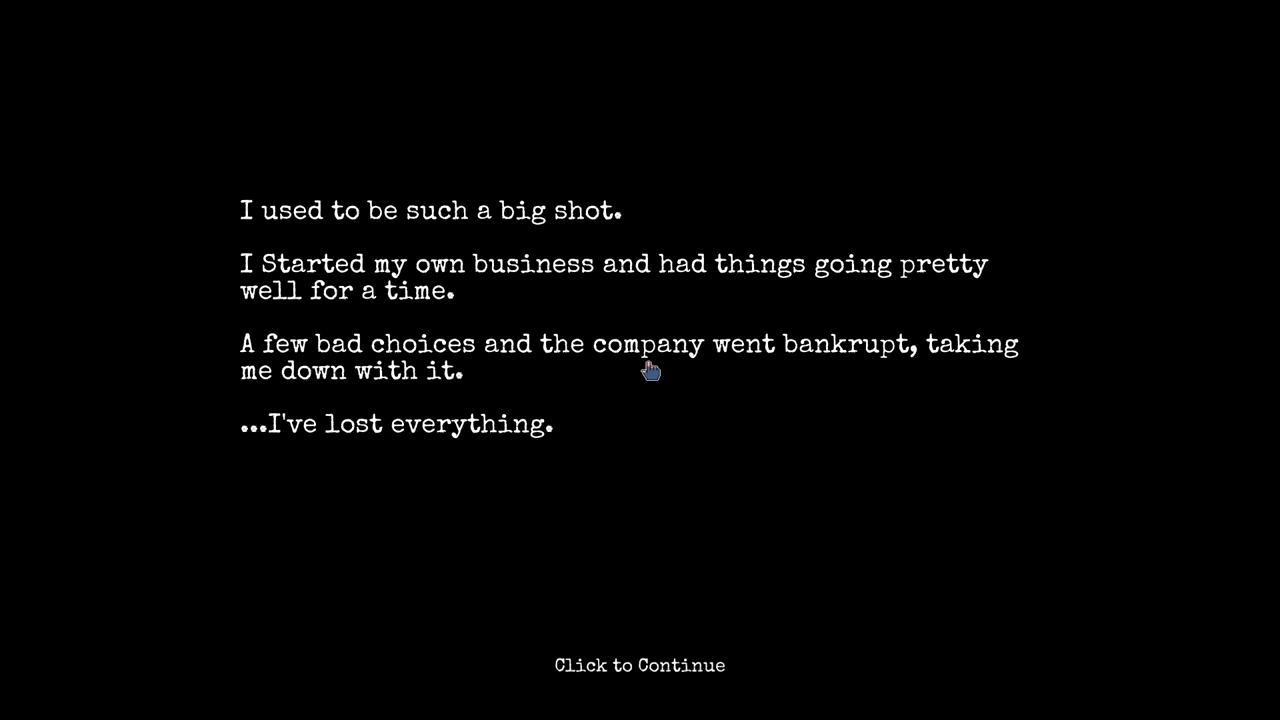 I used to be such a big shot.
I Started my own business and had things going pretty
well for a time.
A few bad choices and the company went bankrupt, taking
me down with it.
...I've lost everything.
Click to Continue